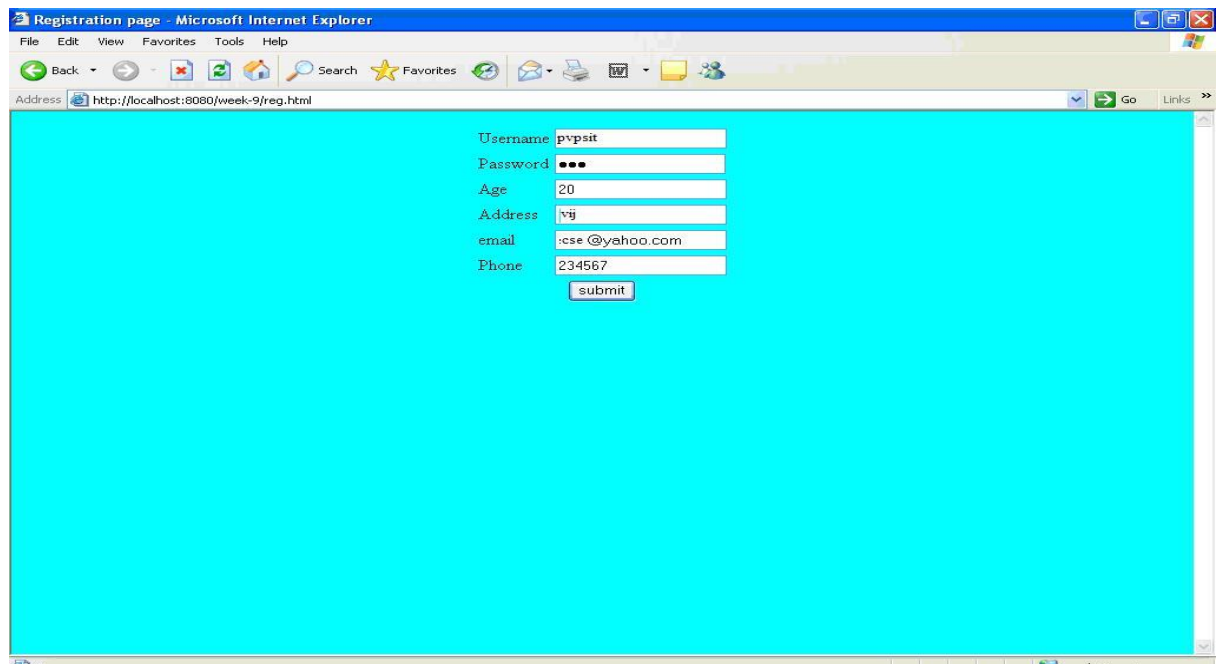 Registration page - Microsoft Internet Explorer
File Edit View Favorites Tools Help
Back Search Favorites
Address http://localhost:8080/week-9/reg.html Go Links »
Username pvpsit
Password •••
Age 20
Address vij
email :cse @yahoo.com
Phone 234567
submit